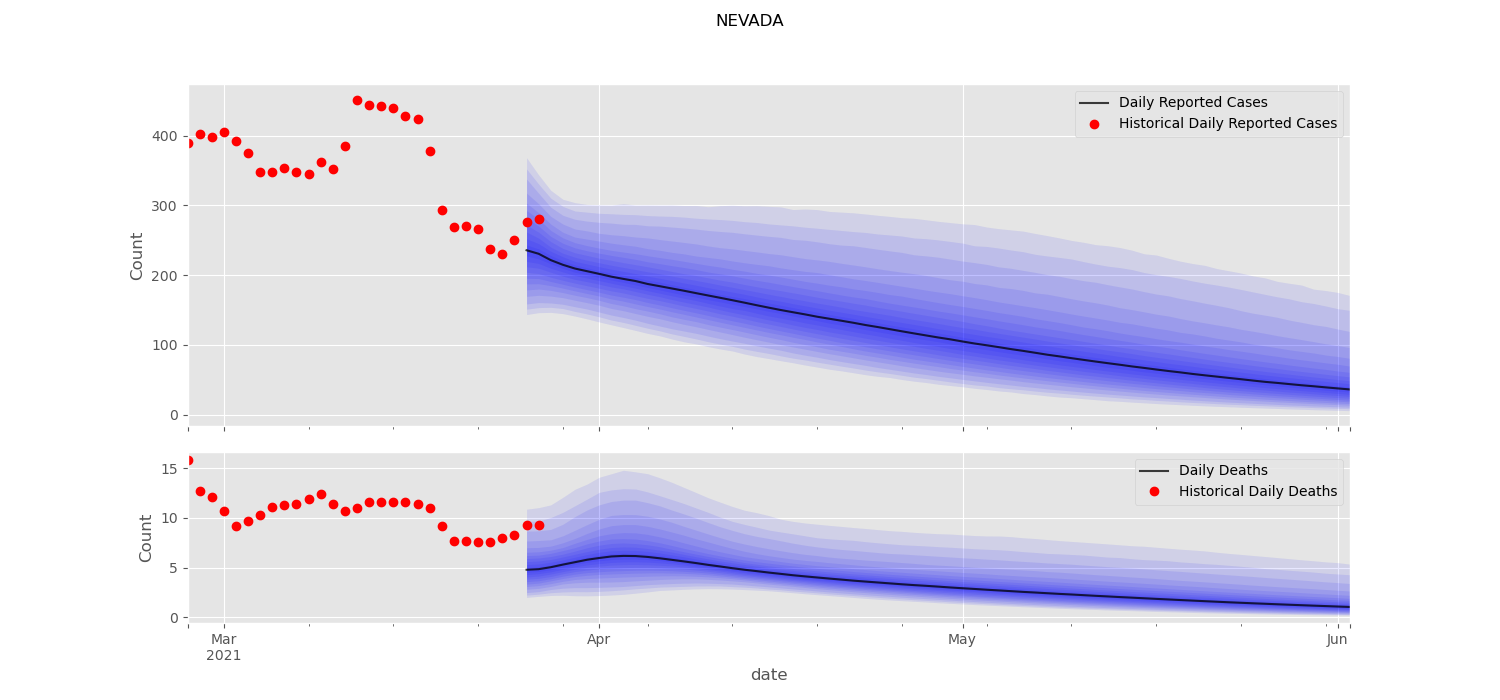 NEVADA
Daily Reported Cases
Historical Daily Reported Cases
400
300
200
100
0
Count
Daily Deaths
Historical Daily Deaths
15
10
5
0
Count
Mar
2021
Apr
May
Jun
date